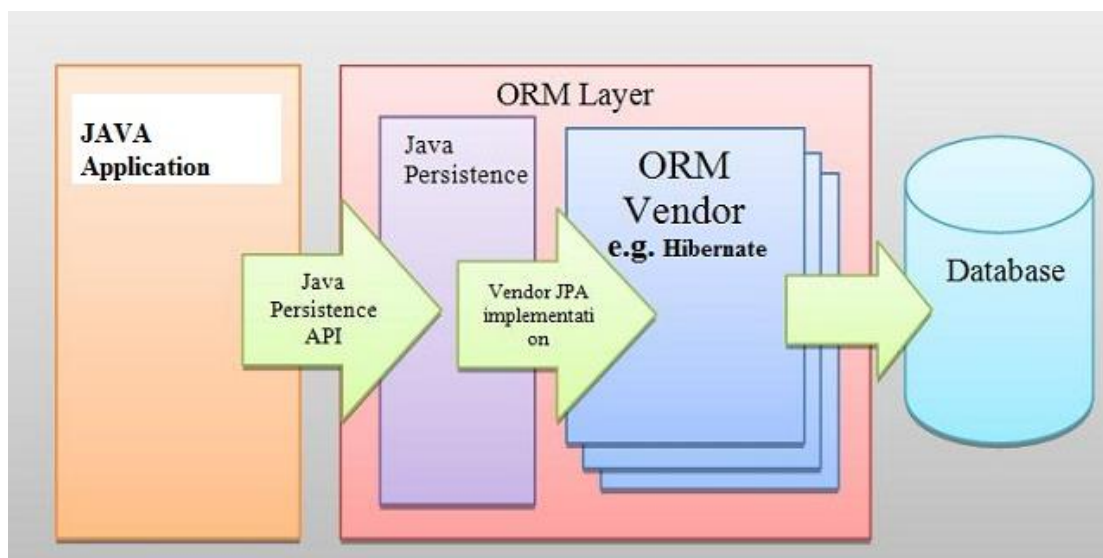 JAVA
Application
ORM Layer
Java
Persistence
ORM
Vendor
e.g. Hibernate
Java
Persistence
API
Vendor JPA
implementati
on
Database